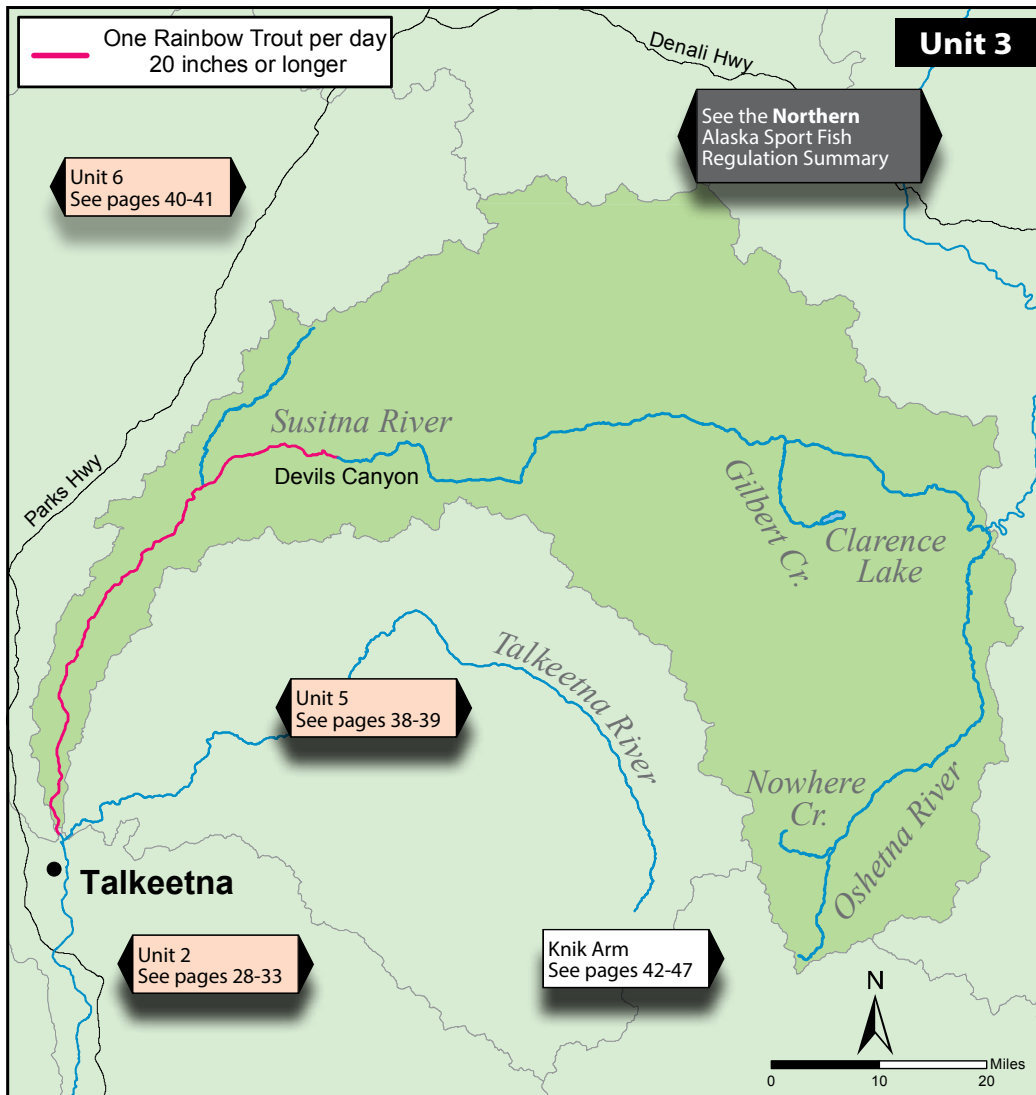 One Rainbow Trout per day
20 inches or longer
Unit 3
Denali Hwy
See the Northern
Alaska Sport Fish
Regulation Summary
Unit 6
See pages 40-41
Parks Hwy
Susitna River
Devils Canyon
Gilbert Cr.
Clarence
Lake
Talkeetna River
Unit 5
See pages 38-39
Nowhere
Cr.
Oshetna River
Talkeetna
Unit 2
See pages 28-33
Knik Arm
See pages 42-47
N
Miles
0 10 20